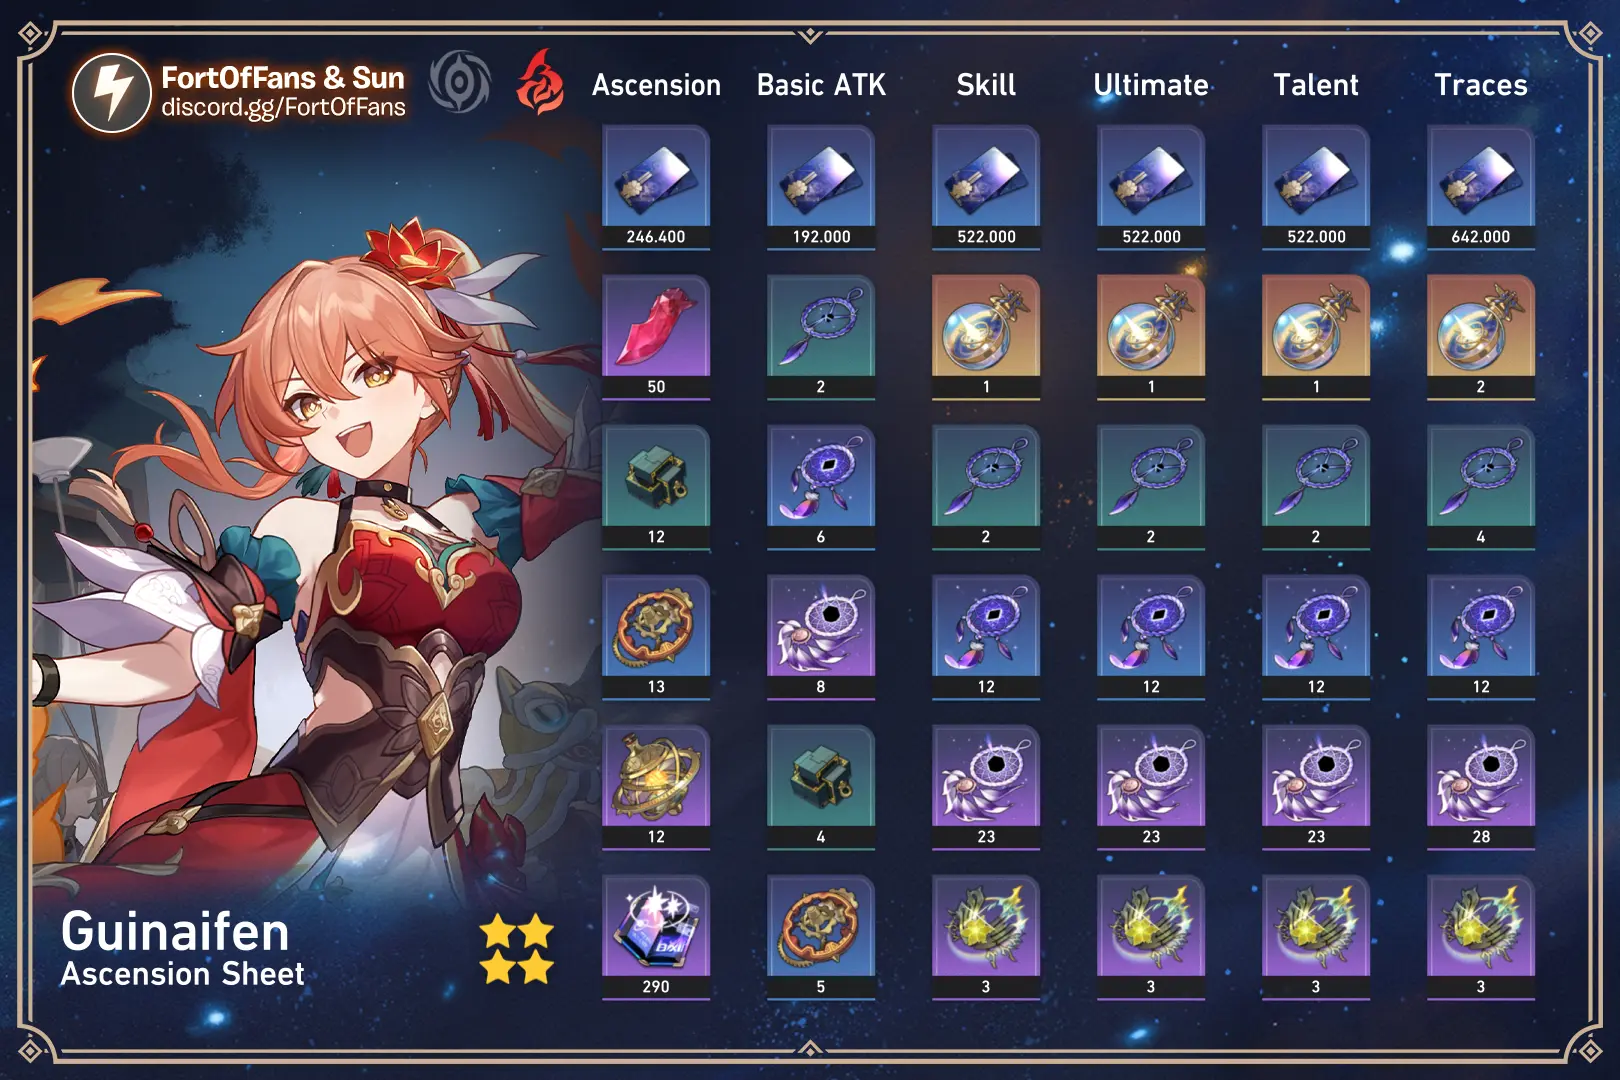 FortOfFans & Sun
discord.gg/FortOfFans
Ascension Basic ATK Skill Ultimate Talent Traces
246.400 192.000 522.000 522.000 522.000 642.000
50 2 1 1 1 2
12 6 2 2 2 4
13 8 12 12 12 12
12 4 23 23 23 28
290 5 3 3 3 3
Guinaifen
Ascension Sheet